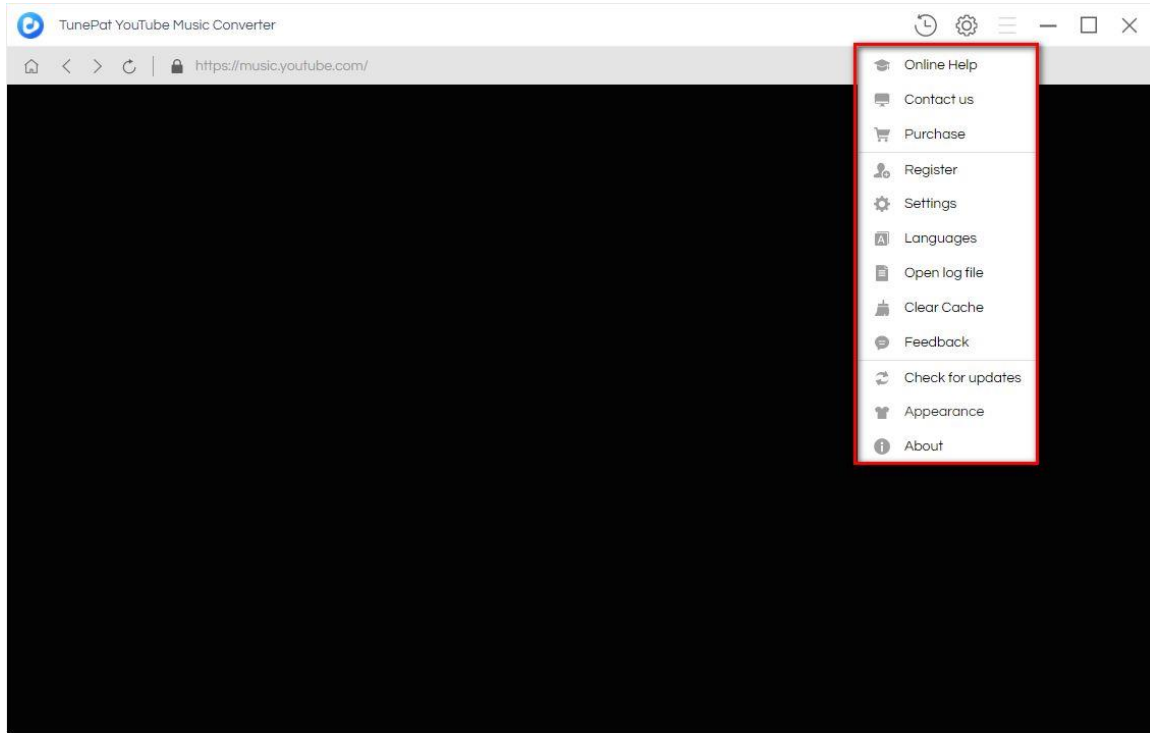 TunePat YouTube Music Converter
https://music.youtube.com/
Online Help
Contact us
Purchase
Register
Settings
Languages
Open log file
Clear Cache
Feedback
Check for updates
Appearance
About